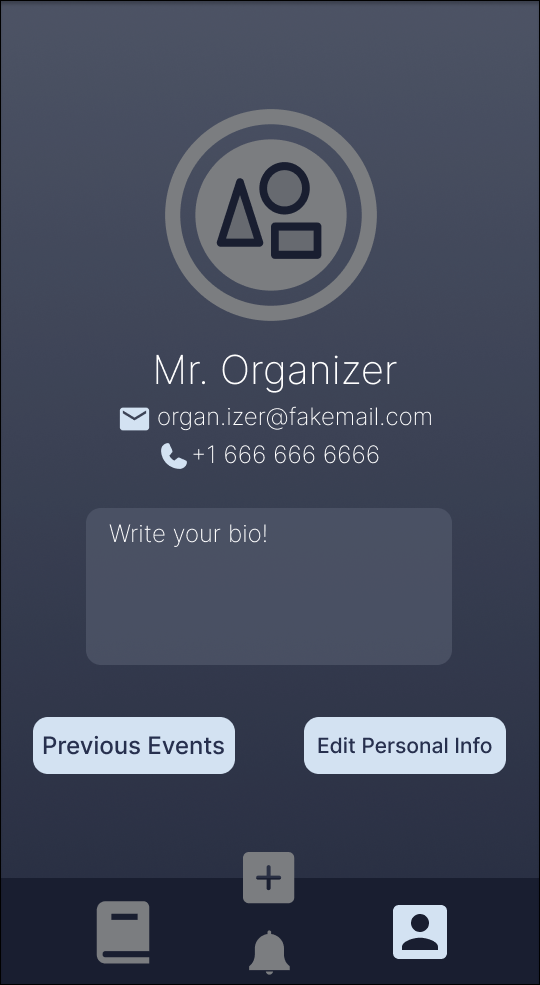 Mr. Organizer
organ.izer@fakemail.com
+1 666 666 6666
Write your bio!
Previous Events
Edit Personal Info